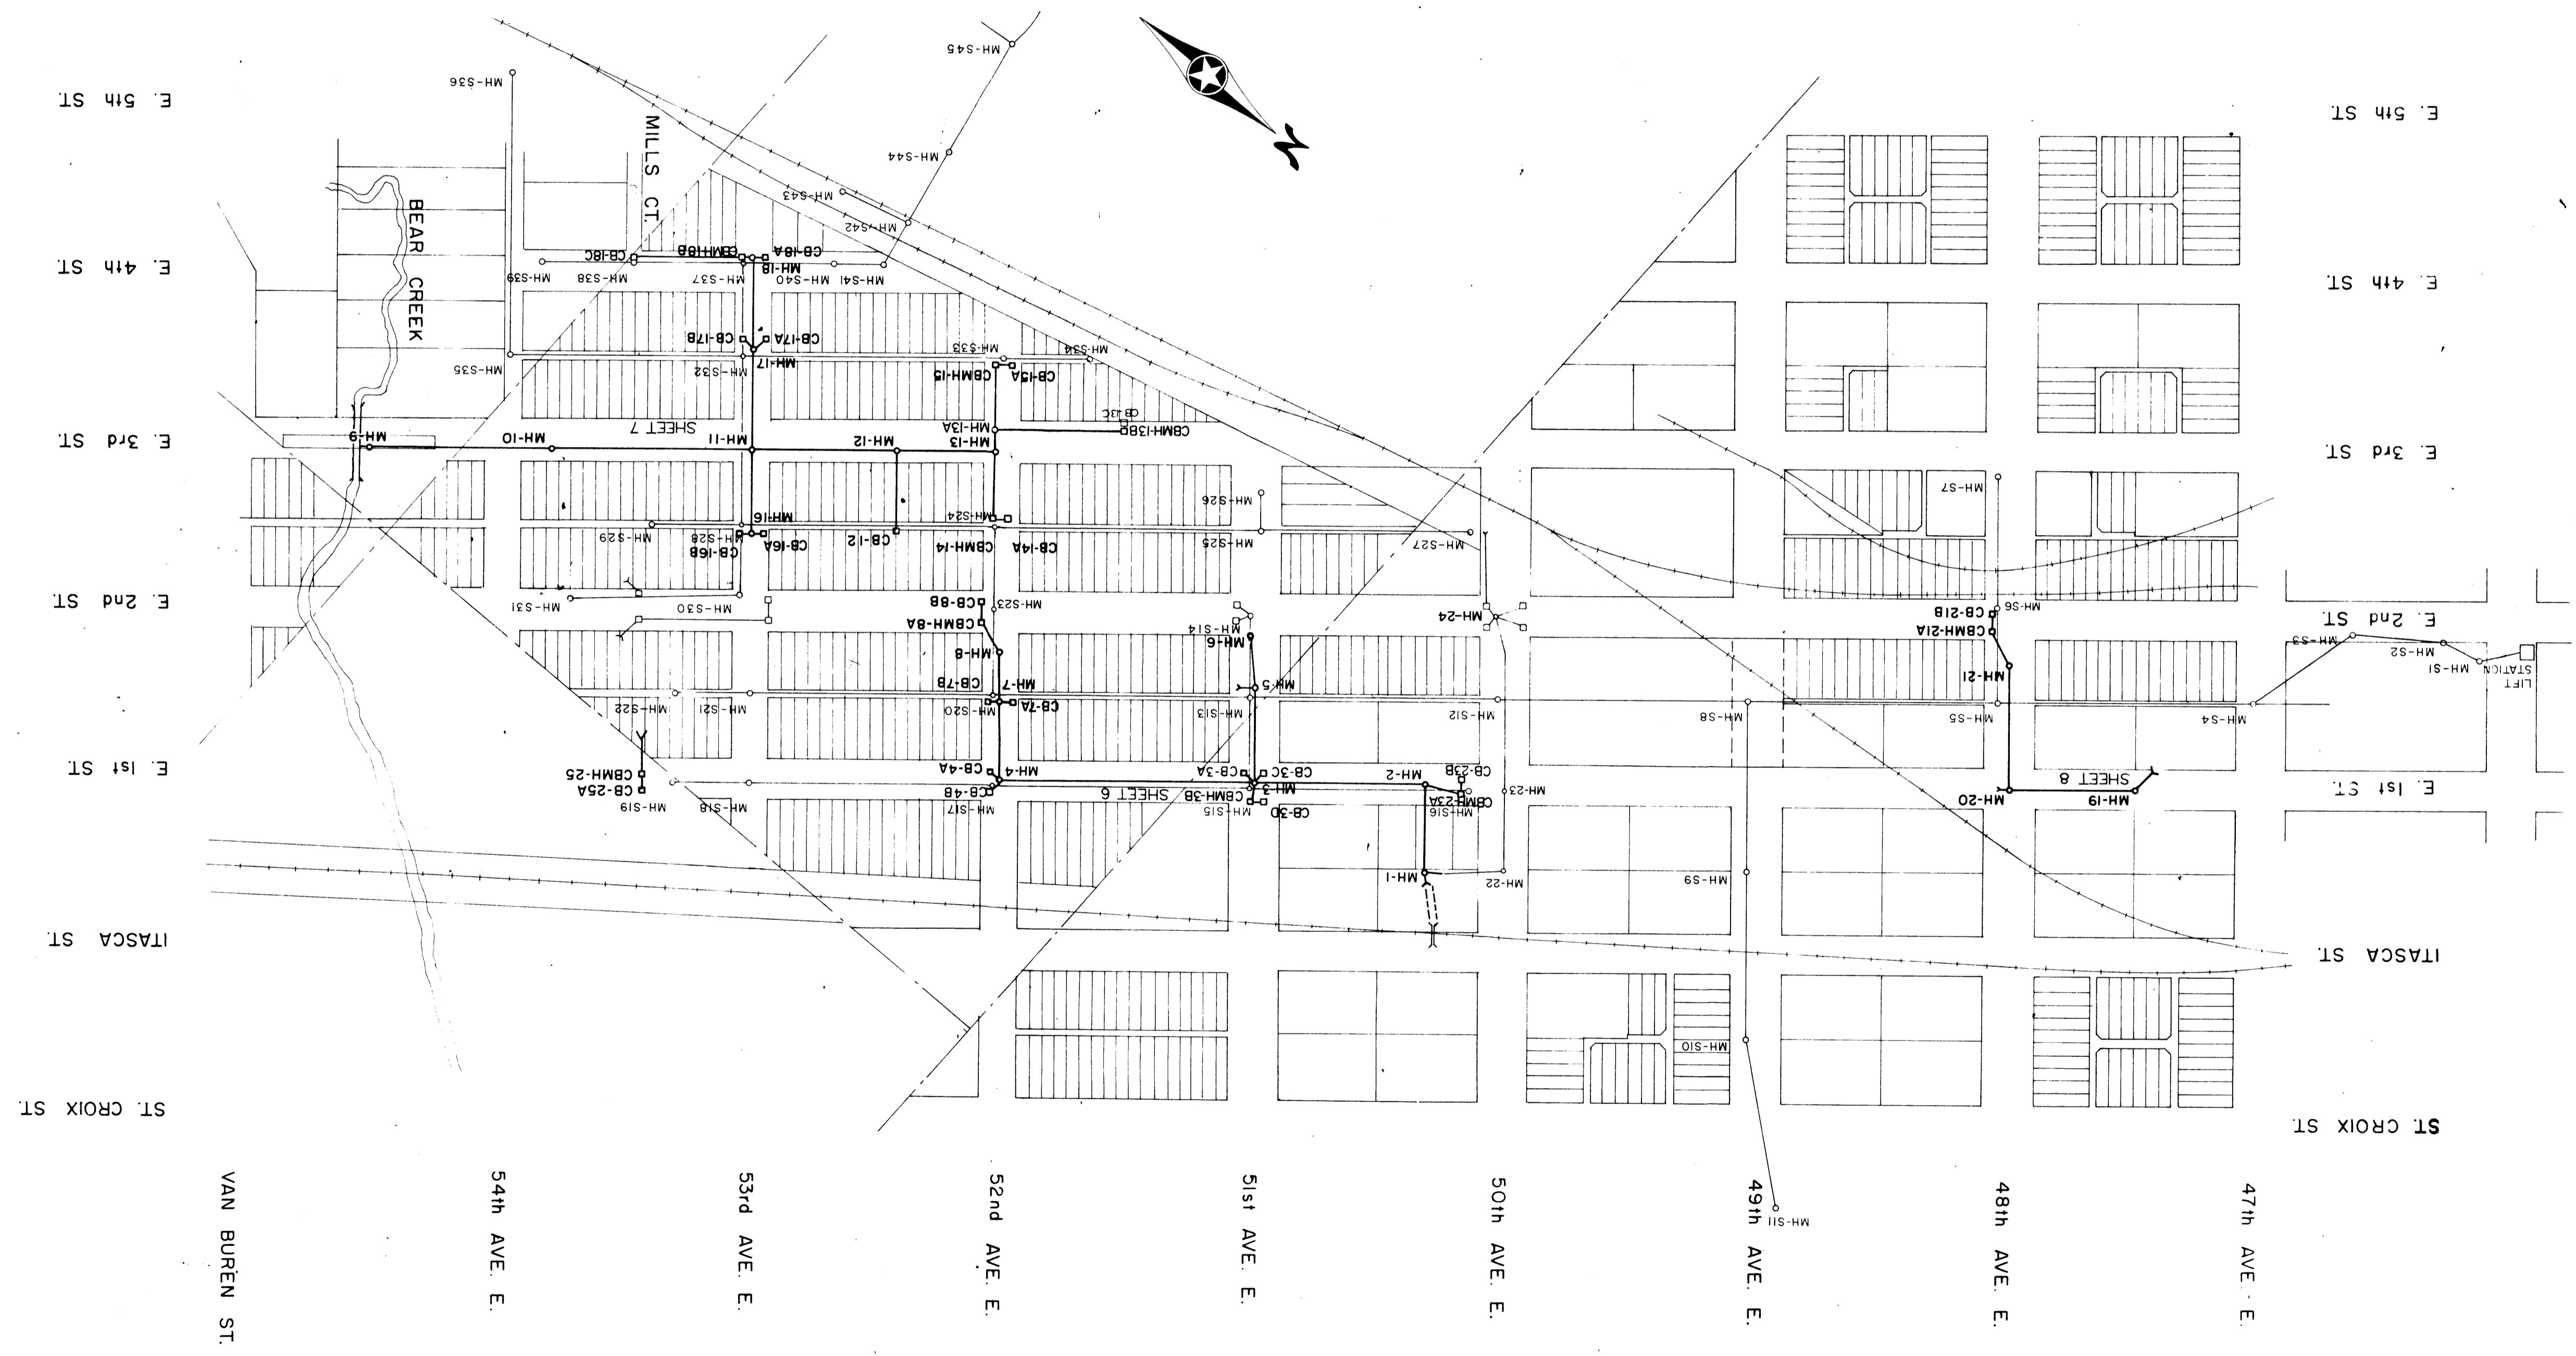 E. 5th ST.
E. 4th ST.
E. 3rd ST.
E. 2nd ST.
E. 1st ST.
ITASCA ST.
ST. CROIX ST.
E. 5th ST.
E. 4th ST.
E. 3rd ST.
E. 2nd ST.
E. 1st ST.
ITASCA ST.
ST. CROIX ST.
VAN BUREN ST.
54th AVE. E.
53rd AVE. E.
52nd AVE. E.
51st AVE. E.
50th AVE. E.
49th AVE. E.
48th AVE. E.
47th AVE. E.
BEAR CREEK
MILLS CT.
N
MH-S36
MH-S45
MH-S44
MH-S43
MH-S42
CB-18C
CBMH-18B
CB-18A
MH-18
MH-S39
MH-S38
MH-S37
MH-S40
MH-S41
CB-17B
CB-17A
MH-17
MH-S35
MH-S32
MH-S33
MH-S34
CBMH-15
CB-15A
CB-13C
CBMH-13B
MH-13A
MH-13
MH-9
MH-10
SHEET 7
MH-11
MH-12
MH-16
MH-S24
MH-S26
MH-S29
MH-S28
CB-16B
CB-16A
CB-12
CBMH-14
CB-14A
MH-S25
MH-S27
MH-S7
MH-S31
MH-S30
CB-8B
MH-S23
CBMH-8A
MH-8
MH-S14
MH-6
MH-24
MH-S6
CB-21B
CBMH-21A
MH-21
MH-S3
MH-S2
MH-S1
LIFT STATION
CB-7B
MH-7
MH-5
MH-S22
MH-S21
MH-S20
CB-7A
MH-S13
MH-S12
MH-S8
MH-S5
MH-S4
CBMH-25
CB-25A
MH-S19
MH-S18
CB-4A
MH-4
CB-4B
MH-S17
SHEET 6
CB-3A
CB-3C
MH-3
CBMH-3B
CB-3D
MH-S15
MH-2
CB-23B
CBMH-23A
MH-S16
MH-23
MH-20
MH-19
SHEET 8
MH-1
MH-22
MH-S9
MH-S10
MH-S11